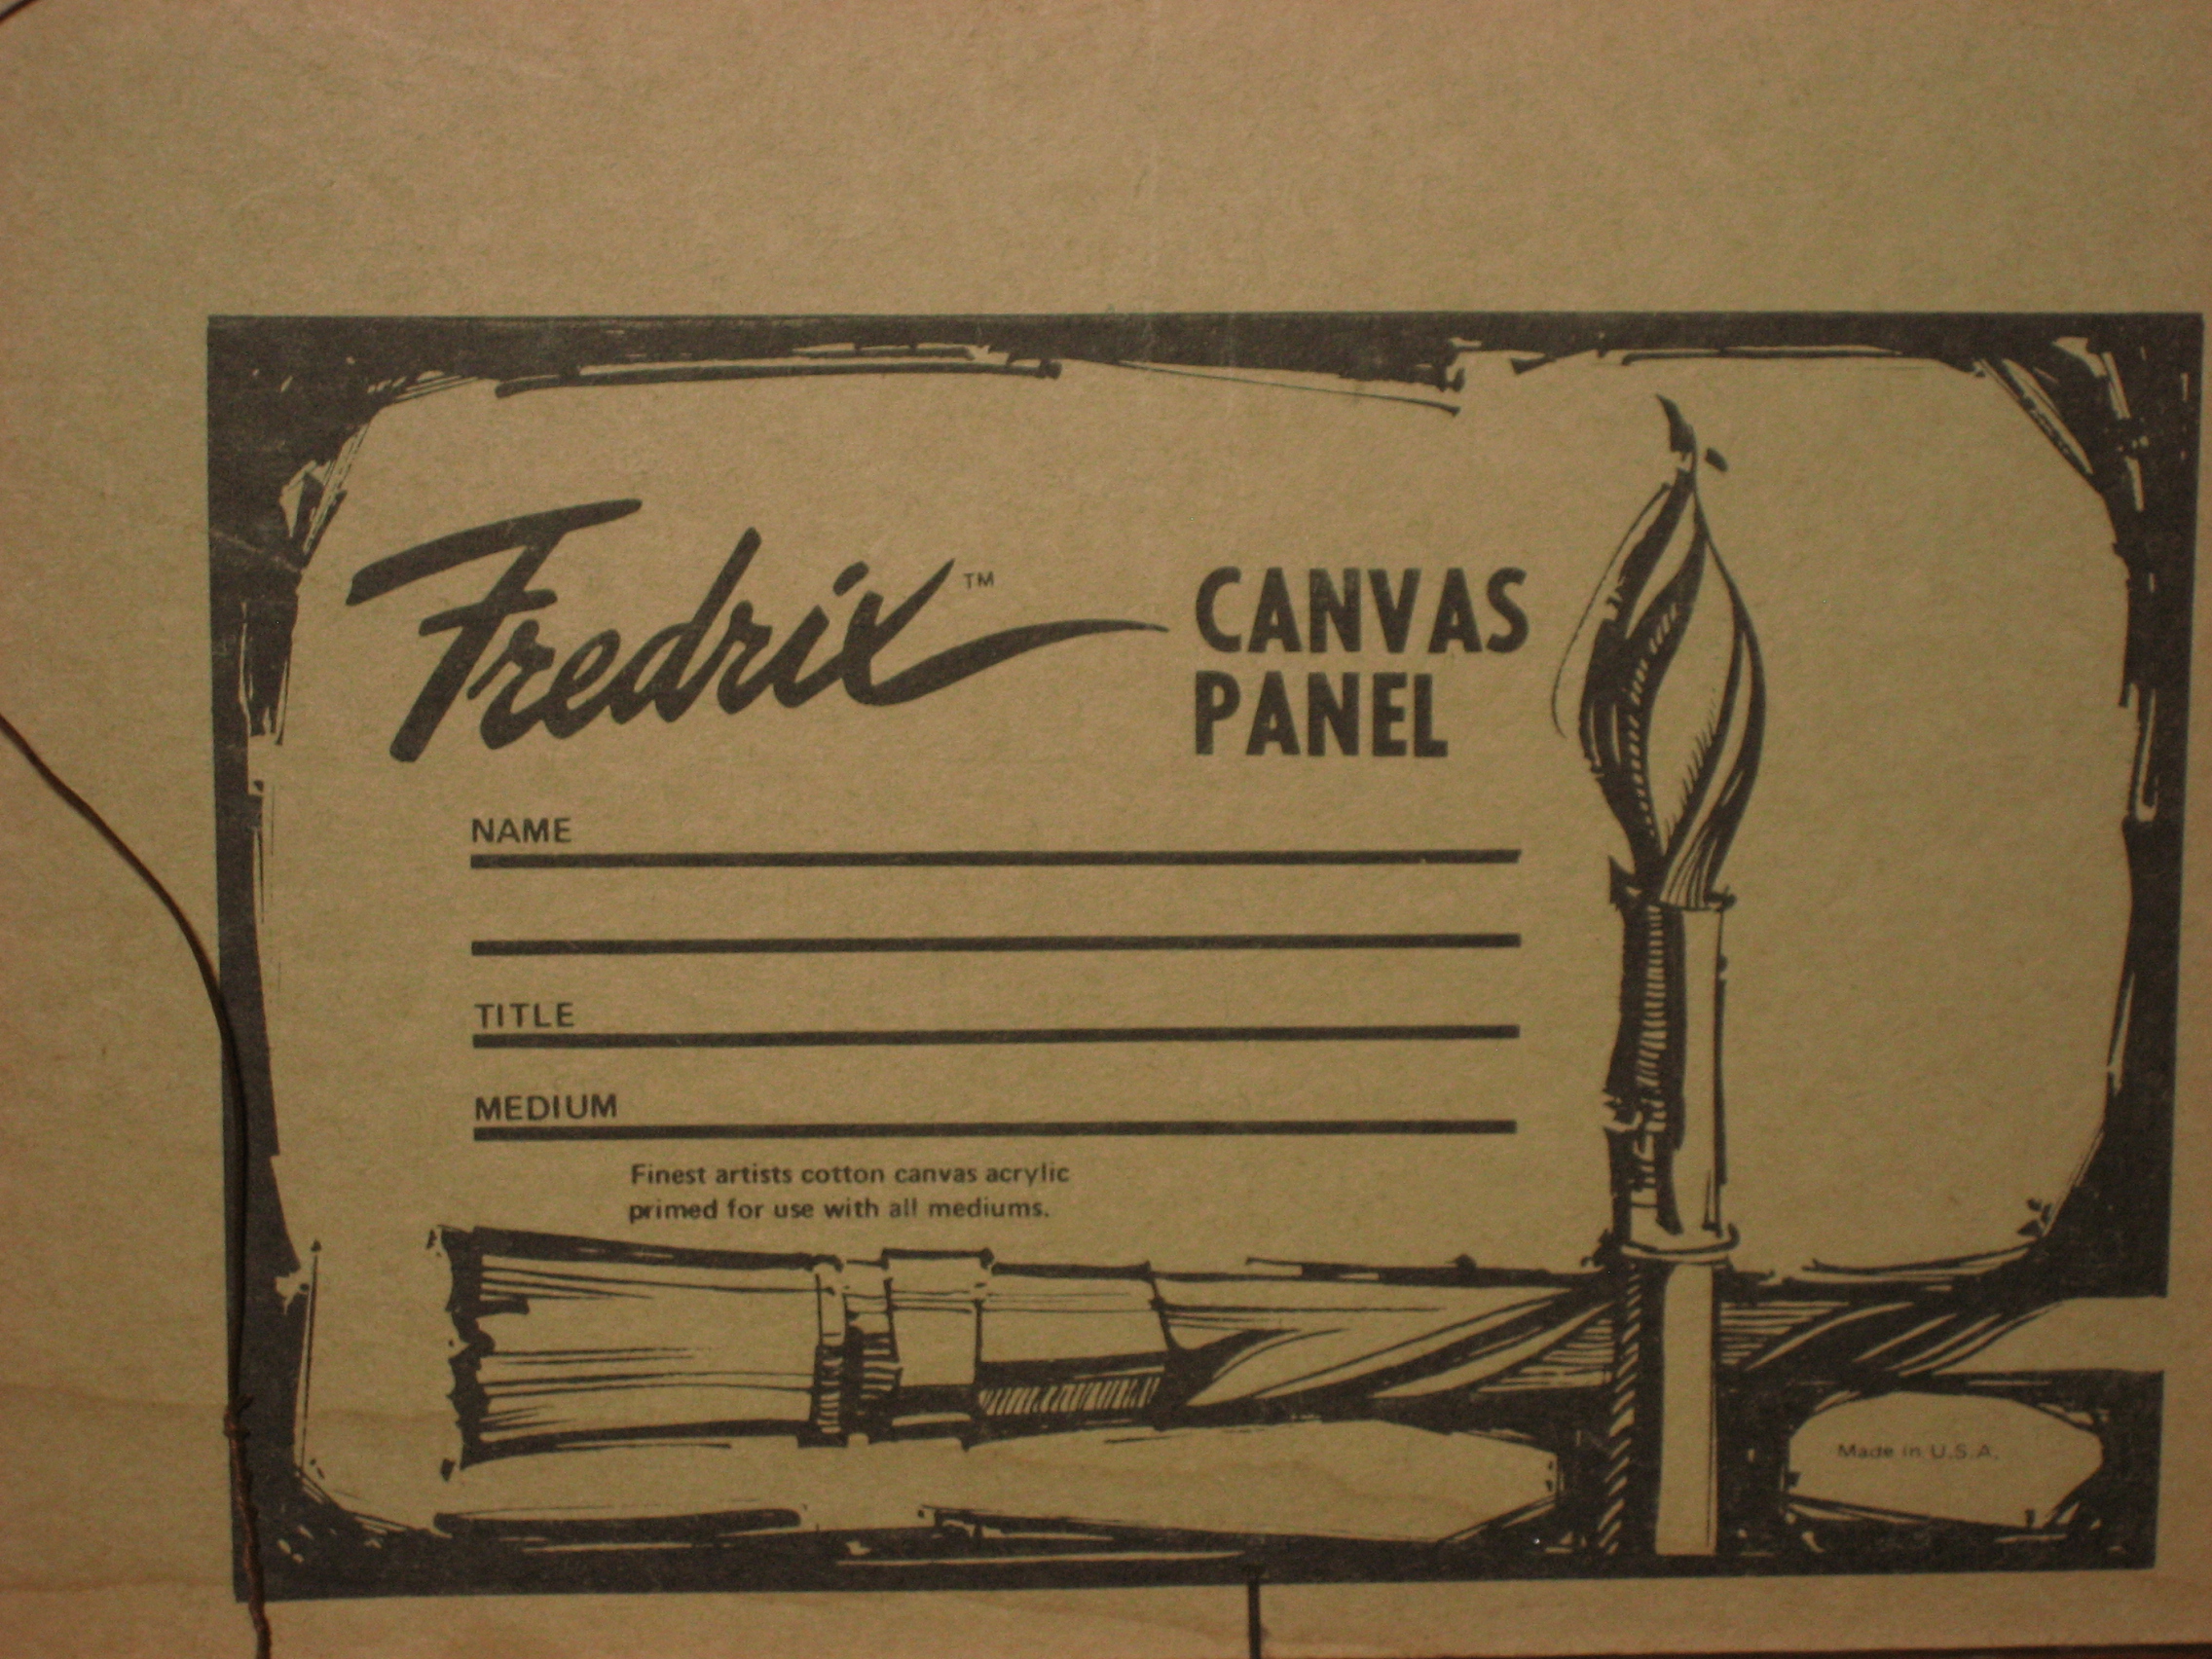 Fredrix™ CANVAS
PANEL
NAME
TITLE
MEDIUM
Finest artists cotton canvas acrylic
primed for use with all mediums.
Made in U.S.A.